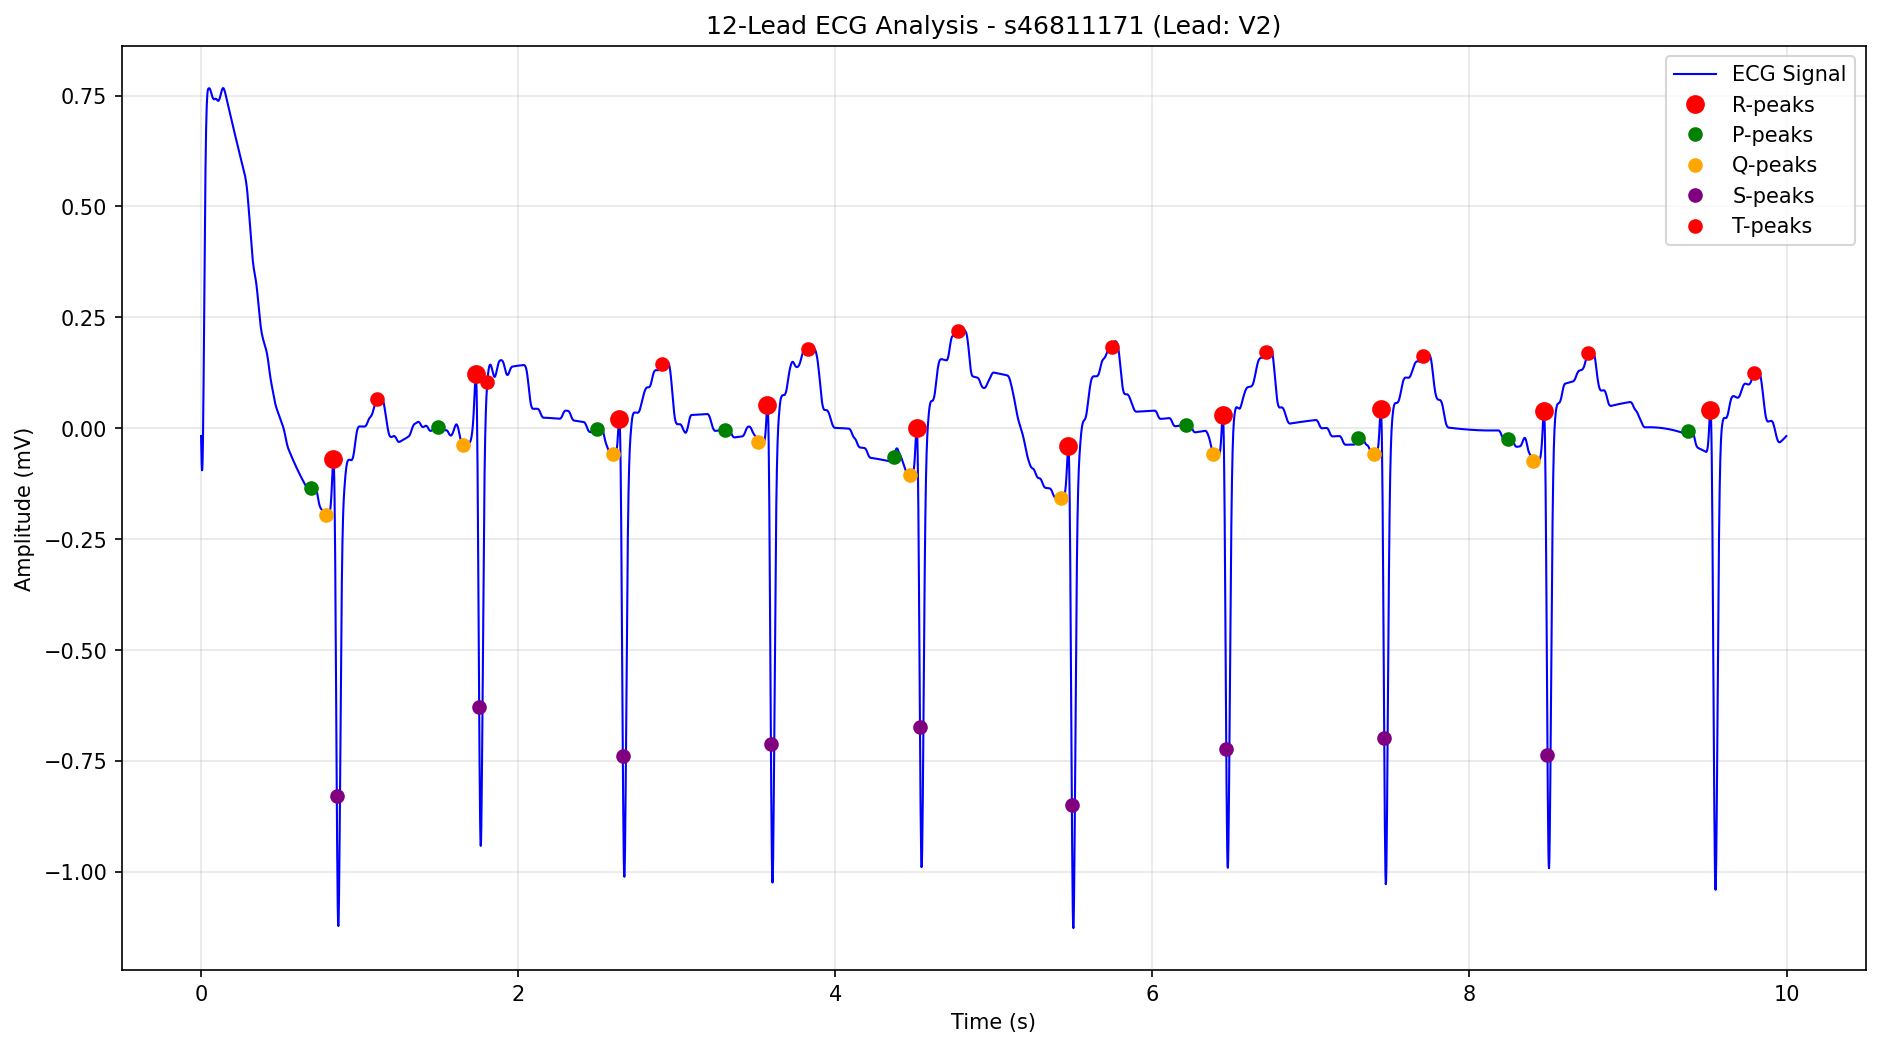 12-Lead ECG Analysis - s46811171 (Lead: V2)
ECG Signal
R-peaks
P-peaks
Q-peaks
S-peaks
T-peaks
Amplitude (mV)
0.75
0.50
0.25
0.00
−0.25
−0.50
−0.75
−1.00
0
2
4
6
8
10
Time (s)